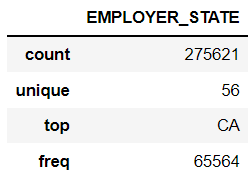 EMPLOYER_STATE
count 275621
unique 56
top CA
freq 65564